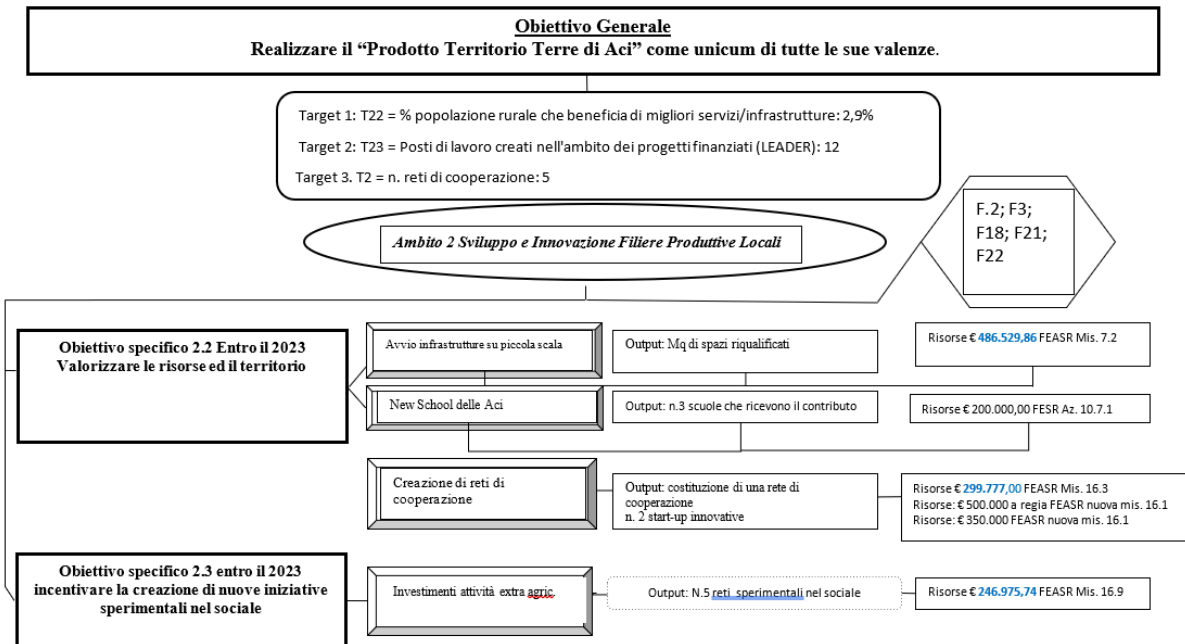 Obiettivo Generale
Realizzare il “Prodotto Territorio Terre di Aci” come unicum di tutte le sue valenze.
Target 1: T22 = % popolazione rurale che beneficia di migliori servizi/infrastrutture: 2,9%
Target 2: T23 = Posti di lavoro creati nell'ambito dei progetti finanziati (LEADER): 12
Target 3. T2 = n. reti di cooperazione: 5
F.2; F3;
F18; F21;
F22
Ambito 2 Sviluppo e Innovazione Filiere Produttive Locali
Obiettivo specifico 2.2 Entro il 2023
Valorizzare le risorse ed il territorio
Avvio infrastrutture su piccola scala
Output: Mq di spazi riqualificati
Risorse € 486.529,86 FEASR Mis. 7.2
New School delle Aci
Output: n.3 scuole che ricevono il contributo
Risorse € 200.000,00 FESR Az. 10.7.1
Creazione di reti di
cooperazione
Output: costituzione di una rete di
cooperazione
n. 2 start-up innovative
Risorse € 299.777,00 FEASR Mis. 16.3
Risorse: € 500.000 a regia FEASR nuova mis. 16.1
Risorse: € 350.000 FEASR nuova mis. 16.1
Obiettivo specifico 2.3 entro il 2023
incentivare la creazione di nuove iniziative
sperimentali nel sociale
Investimenti attività extra agric.
Output: N.5 reti sperimentali nel sociale
Risorse € 246.975,74 FEASR Mis. 16.9